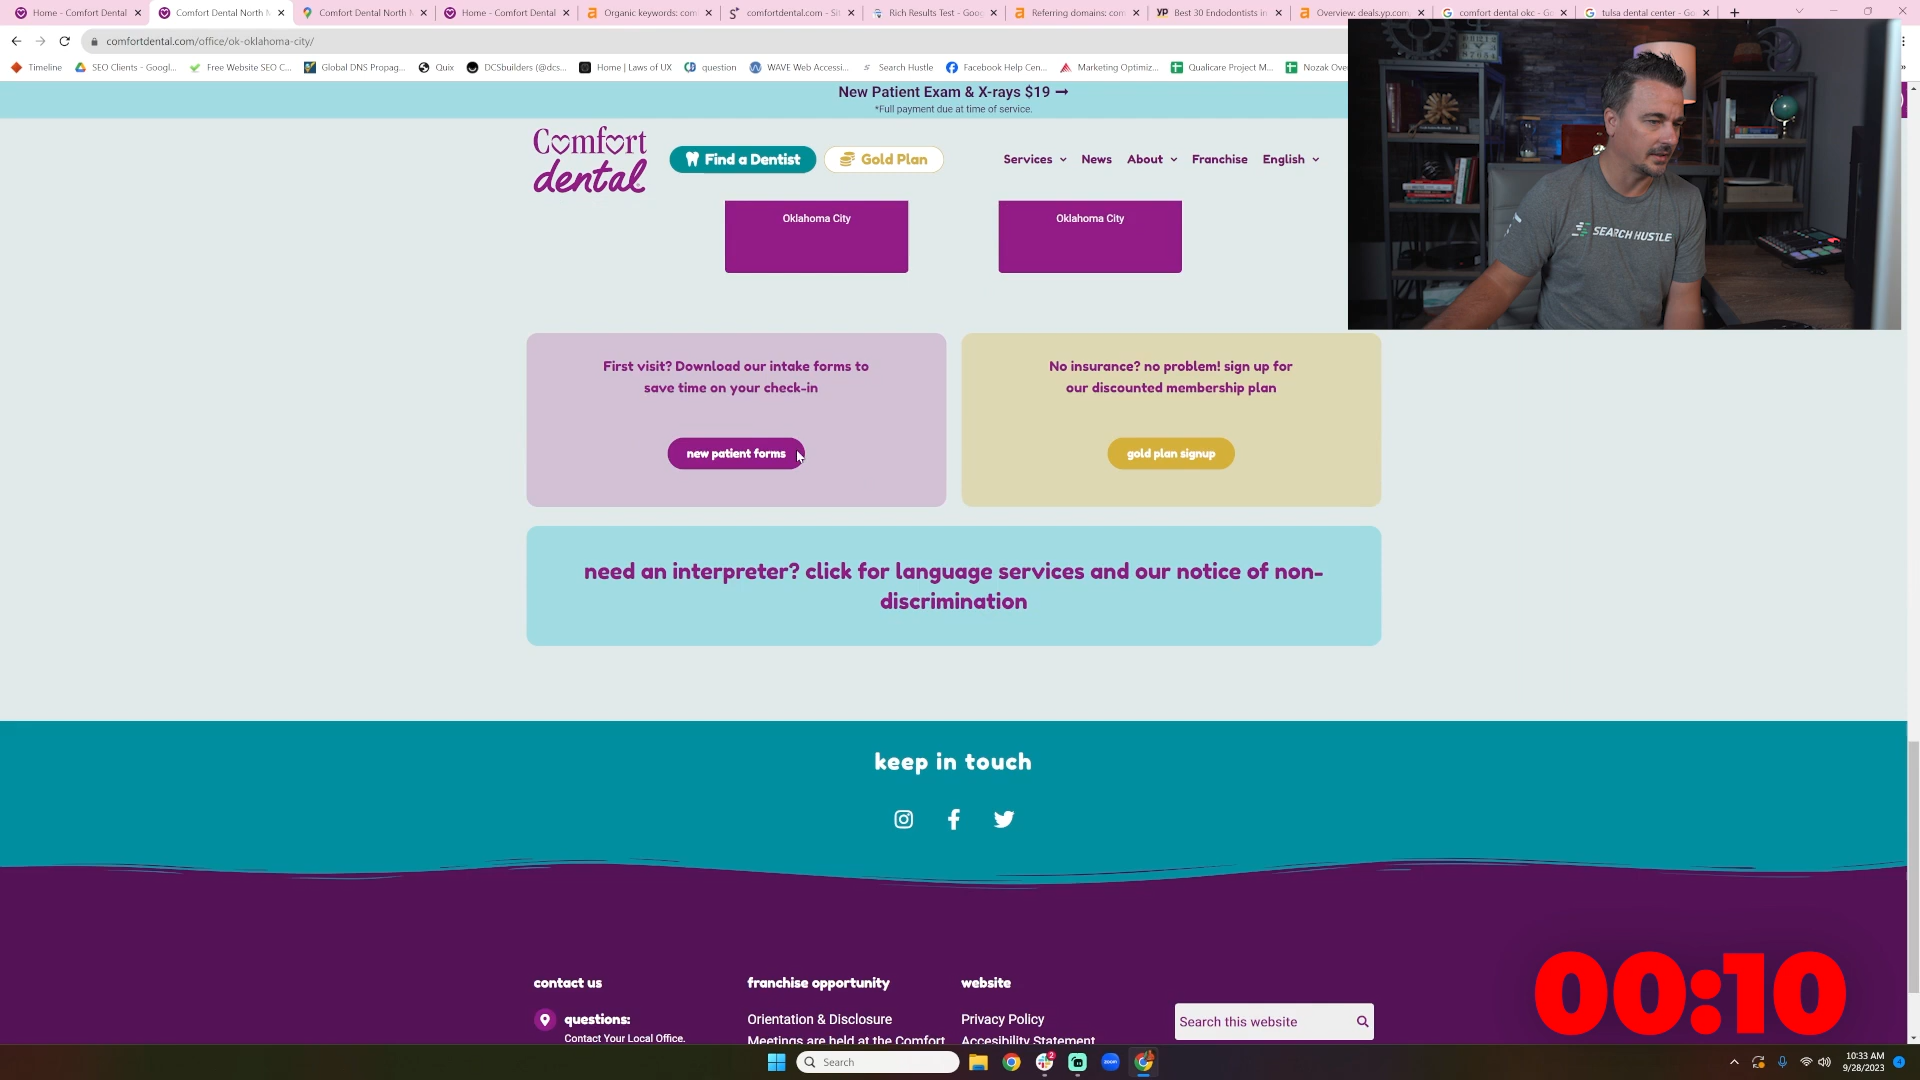 Home - Comfort Dental
Comfort Dental North M
Comfort Dental North M
Home - Comfort Dental
Organic keywords: com
comfortdental.com - Sit
Rich Results Test - Goog
Referring domains: com
YP Best 30 Endodontists in
Overview: deals.yp.com
comfort dental okc - Go
tulsa dental center - Go
comfortdental.com/office/ok-oklahoma-city/
Timeline
SEO Clients - Googl...
Free Website SEO C...
Global DNS Propag...
Quix
DCSbuilders (@dcs...
Home | Laws of UX
question
WAVE Web Accessi...
Search Hustle
Facebook Help Cen...
Marketing Optimiz...
Qualicare Project M...
Nozak Ove
New Patient Exam & X-rays $19
*Full payment due at time of service.
Comfort
dental
Find a Dentist
Gold Plan
Services
News
About
Franchise
English
SEARCH HUSTLE
Oklahoma City
Oklahoma City
First visit? Download our intake forms to
save time on your check-in
new patient forms
No insurance? no problem! sign up for
our discounted membership plan
gold plan signup
need an interpreter? click for language services and our notice of non-
discrimination
keep in touch
contact us
questions:
Contact Your Local Office.
franchise opportunity
Orientation & Disclosure
Meetings are held at the Comfort
website
Privacy Policy
Accesibility Statement
Search this website
00:10
Search
2
zoom
10:33 AM
9/28/2023
4